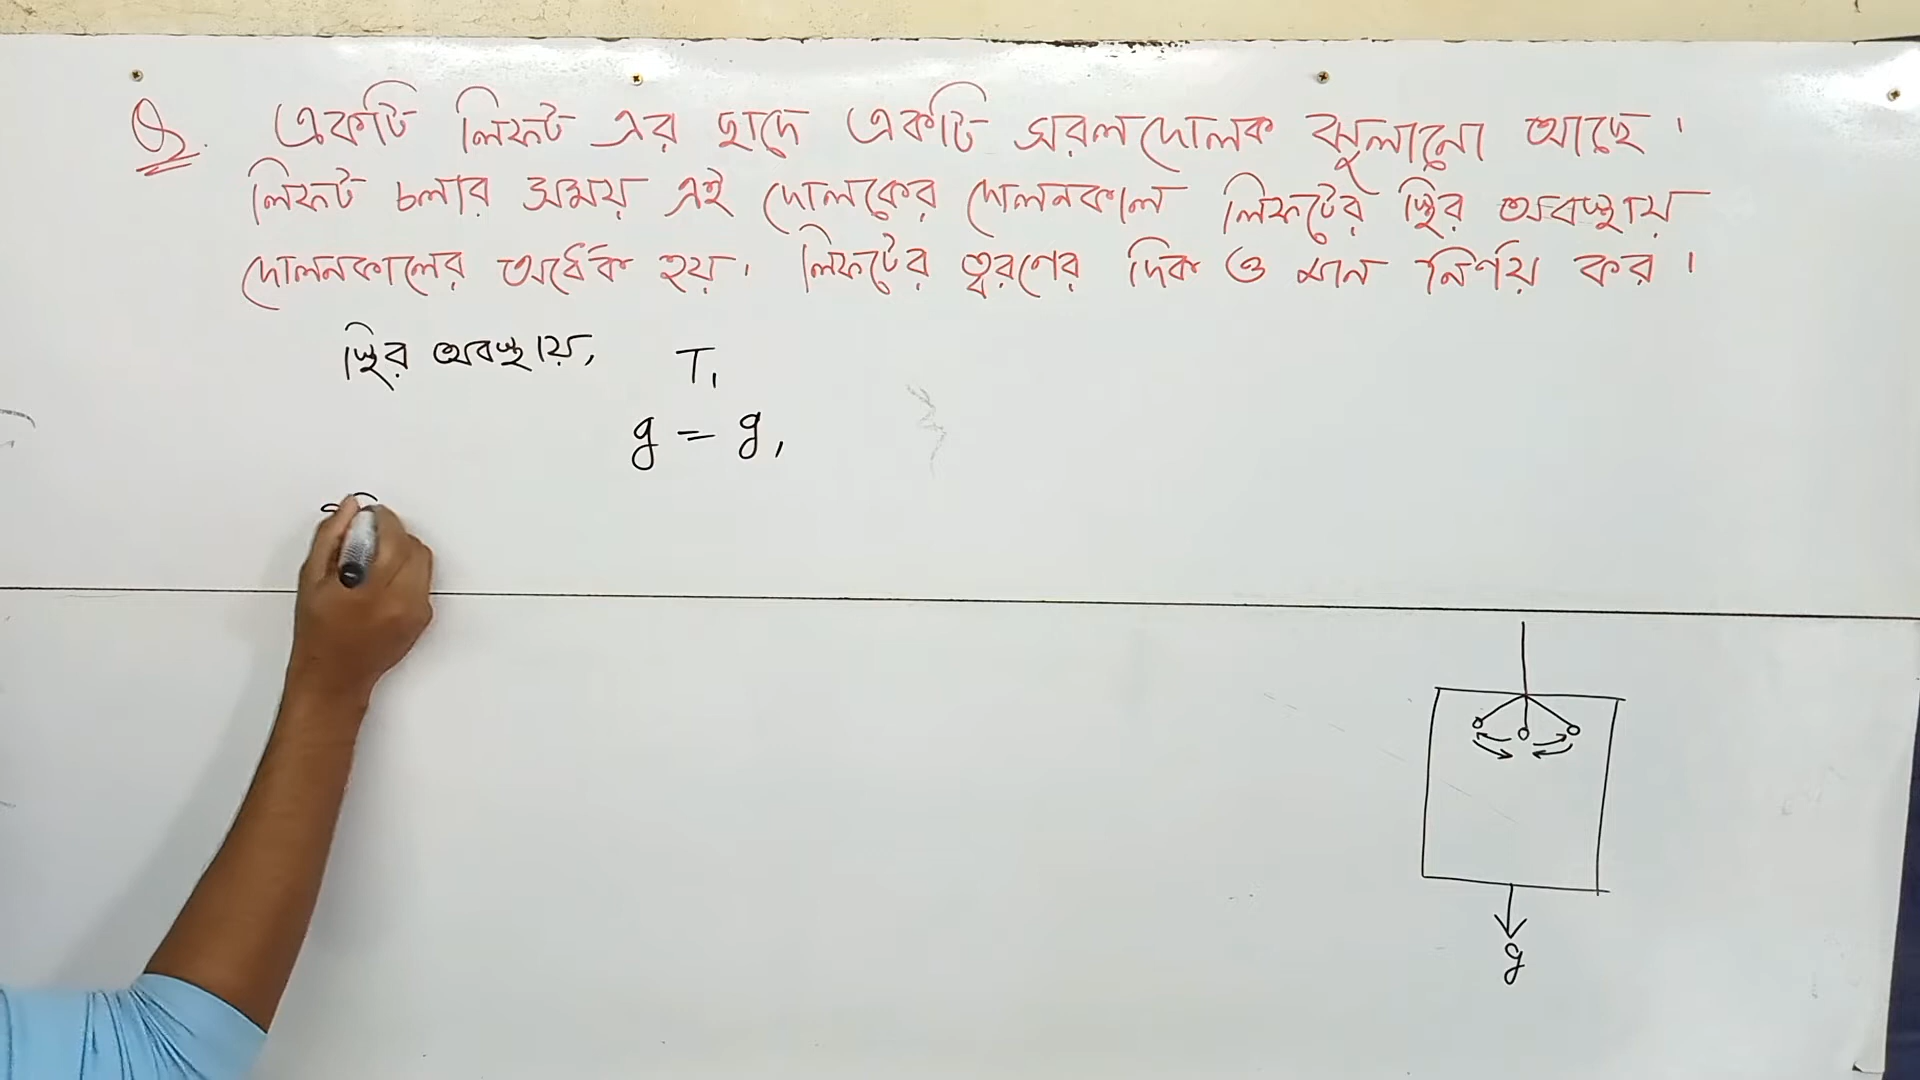 Q. একটি লিফট এর ছাদে একটি সরলদোলক ঝুলানো আছে।
লিফট চলার সময় এই দোলকের দোলনকাল লিফটের স্থির অবস্থায়
দোলনকালের অর্ধেক হয়। লিফটের ত্বরণের দিক ও মান নির্ণয় কর।
স্থির অবস্থায়, T₁
g = g₁
g